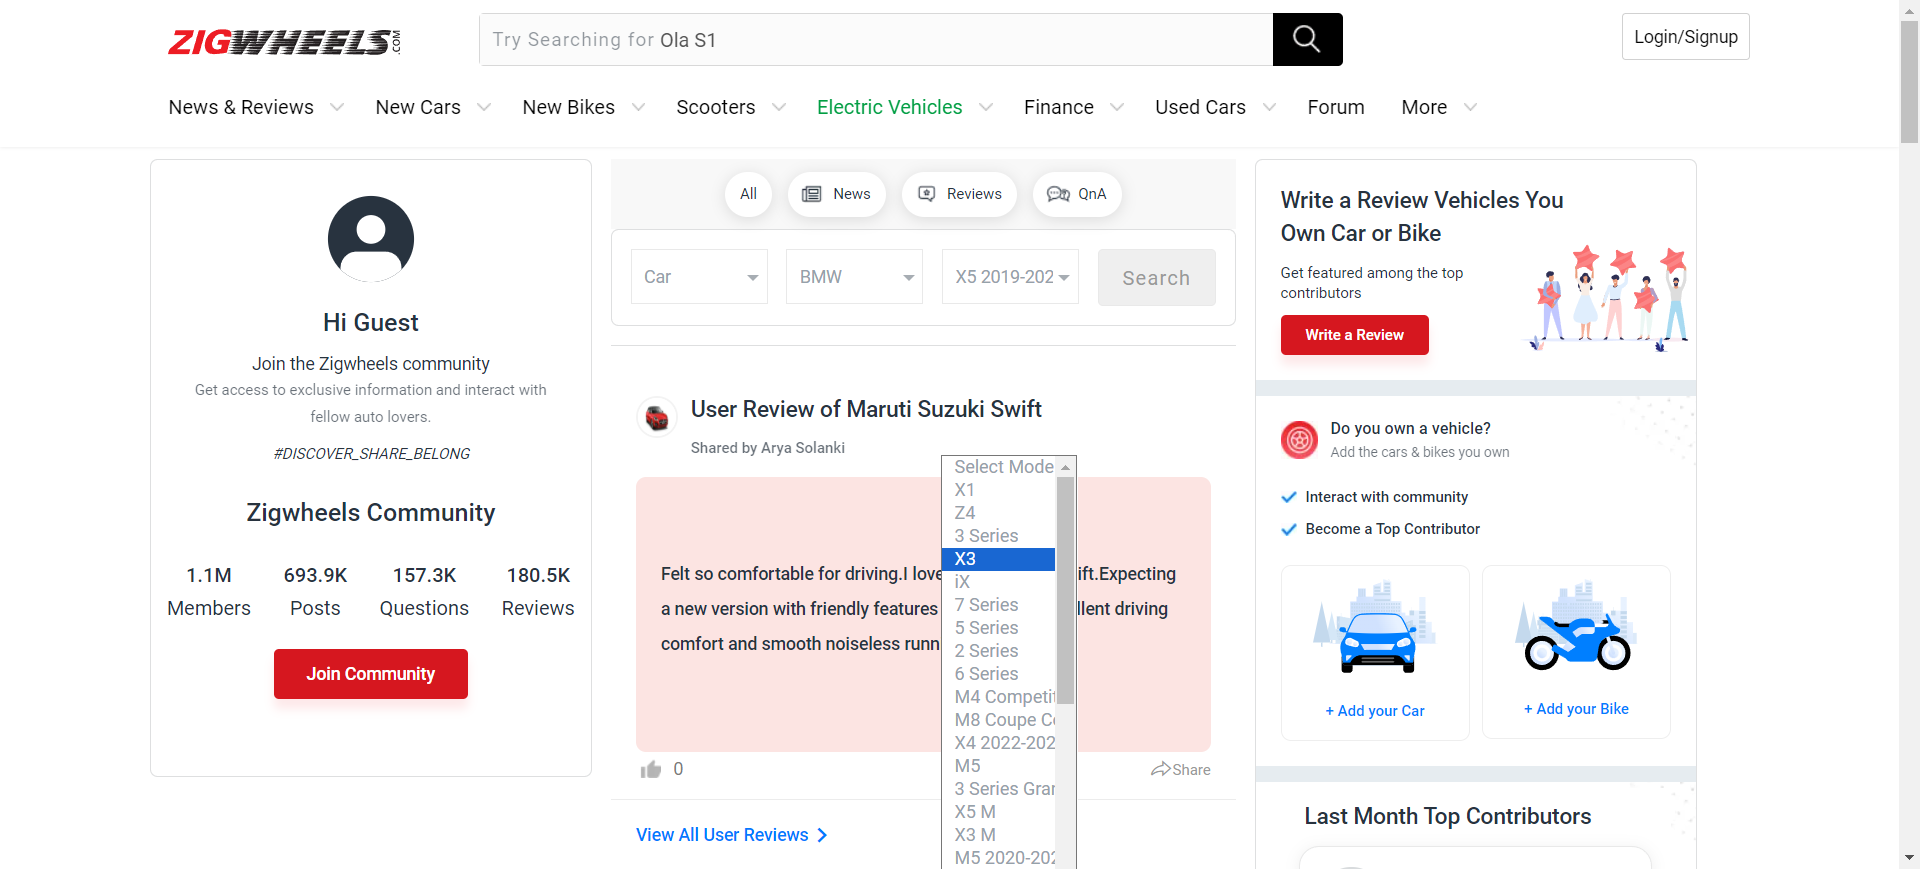 ZIGWHEELS.COM
Try Searching for Ola S1
Login/Signup
News & Reviews
New Cars
New Bikes
Scooters
Electric Vehicles
Finance
Used Cars
Forum
More
Hi Guest
Join the Zigwheels community
Get access to exclusive information and interact with
fellow auto lovers.
#DISCOVER_SHARE_BELONG
Zigwheels Community
1.1M
Members
693.9K
Posts
157.3K
Questions
180.5K
Reviews
Join Community
All
News
Reviews
QnA
Car
BMW
X5 2019-202
Search
User Review of Maruti Suzuki Swift
Shared by Arya Solanki
Felt so comfortable for driving.I love ift.Expecting
a new version with friendly features llent driving
comfort and smooth noiseless runn
0
Share
View All User Reviews
Select Mode
X1
Z4
3 Series
X3
iX
7 Series
5 Series
2 Series
6 Series
M4 Competit
M8 Coupe Co
X4 2022-202
M5
3 Series Gran
X5 M
X3 M
M5 2020-202
Write a Review Vehicles You
Own Car or Bike
Get featured among the top
contributors
Write a Review
Do you own a vehicle?
Add the cars & bikes you own
Interact with community
Become a Top Contributor
+ Add your Car
+ Add your Bike
Last Month Top Contributors